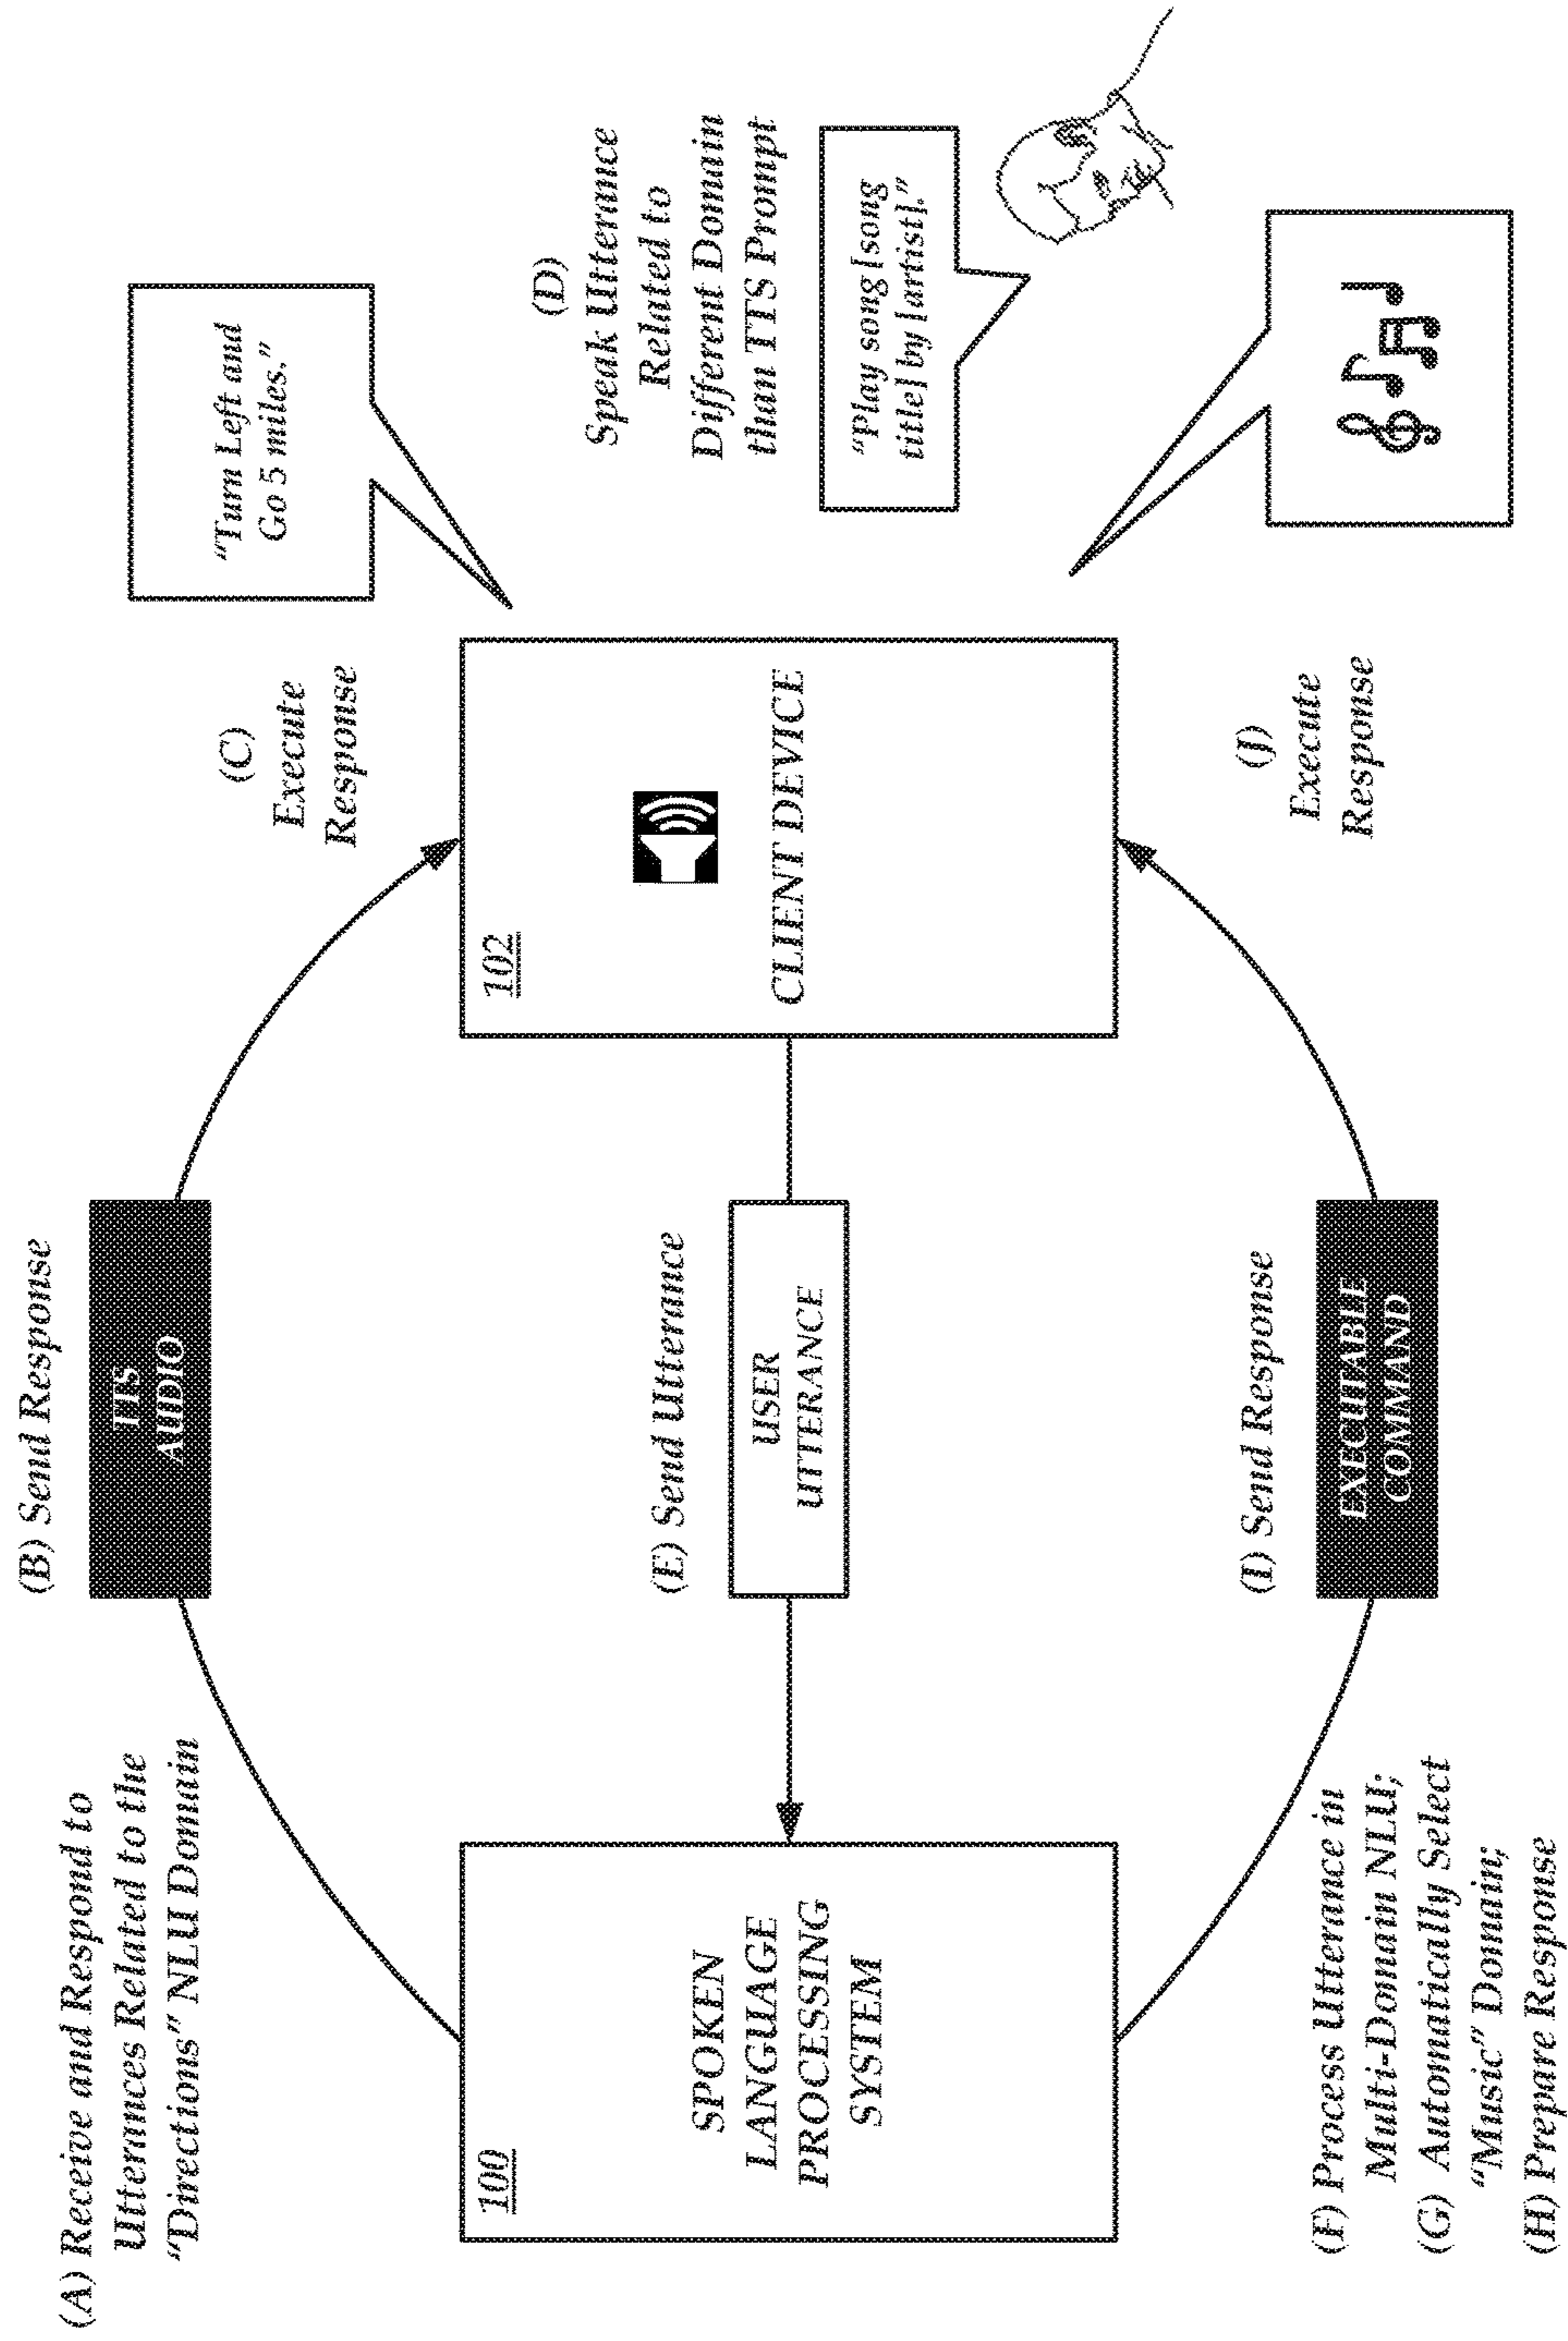 (A) Receive and Respond to
Utterances Related to the
“Directions” NLU Domain
(B) Send Response
TTS
AUDIO
(C)
Execute
Response
“Turn Left and
Go 5 miles.”
100
SPOKEN
LANGUAGE
PROCESSING
SYSTEM
(E) Send Utterance
USER
UTTERANCE
102
CLIENT DEVICE
(D)
Speak Utterance
Related to
Different Domain
than TTS Prompt
“Play song [song
title] by [artist].”
(F) Process Utterance in
Multi-Domain NLU;
(G) Automatically Select
“Music” Domain;
(H) Prepare Response
(I) Send Response
EXECUTABLE
COMMAND
(J)
Execute
Response